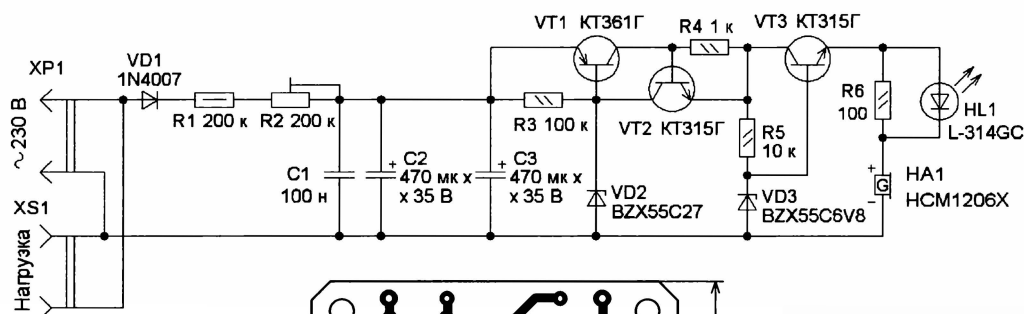 XP1
~230 В
XS1
Нагрузка
VD1
1N4007
R1 200 к
R2 200 к
C1
100 н
+
C2
470 мк х
х 35 В
+
C3
470 мк х
х 35 В
VT1 КТ361Г
R3 100 к
VD2
BZX55C27
VT2 КТ315Г
R4 1 к
R5
10 к
VD3
BZX55C6V8
VT3 КТ315Г
R6
100
HL1
L-314GC
+
G
–
HA1
HCM1206X